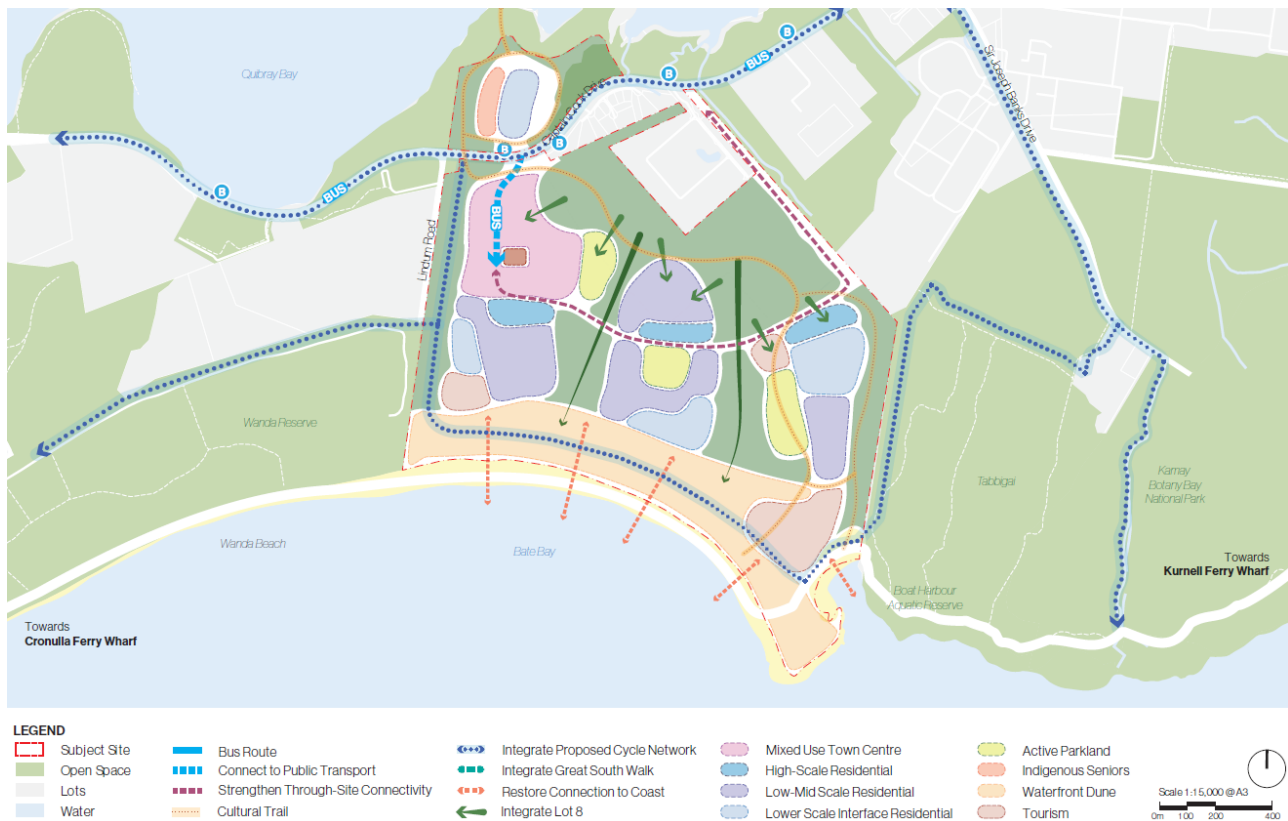 Quibray Bay
B
BUS
B
B
BUS
B
B
BUS
Captain Cook Drive
Sir Joseph Banks Drive
Lindum Road
Wanda Reserve
Wanda Beach
Bate Bay
Tabbigai
Kamay
Botany Bay
National Park
Boat Harbour
Aquatic Reserve
Towards
Kurnell Ferry Wharf
Towards
Cronulla Ferry Wharf
LEGEND
Subject Site
Open Space
Lots
Water
Bus Route
Connect to Public Transport
Strengthen Through-Site Connectivity
Cultural Trail
Integrate Proposed Cycle Network
Integrate Great South Walk
Restore Connection to Coast
Integrate Lot 8
Mixed Use Town Centre
High-Scale Residential
Low-Mid Scale Residential
Lower Scale Interface Residential
Active Parkland
Indigenous Seniors
Waterfront Dune
Tourism
Scale 1:15,000 @A3
0m 100 200 400